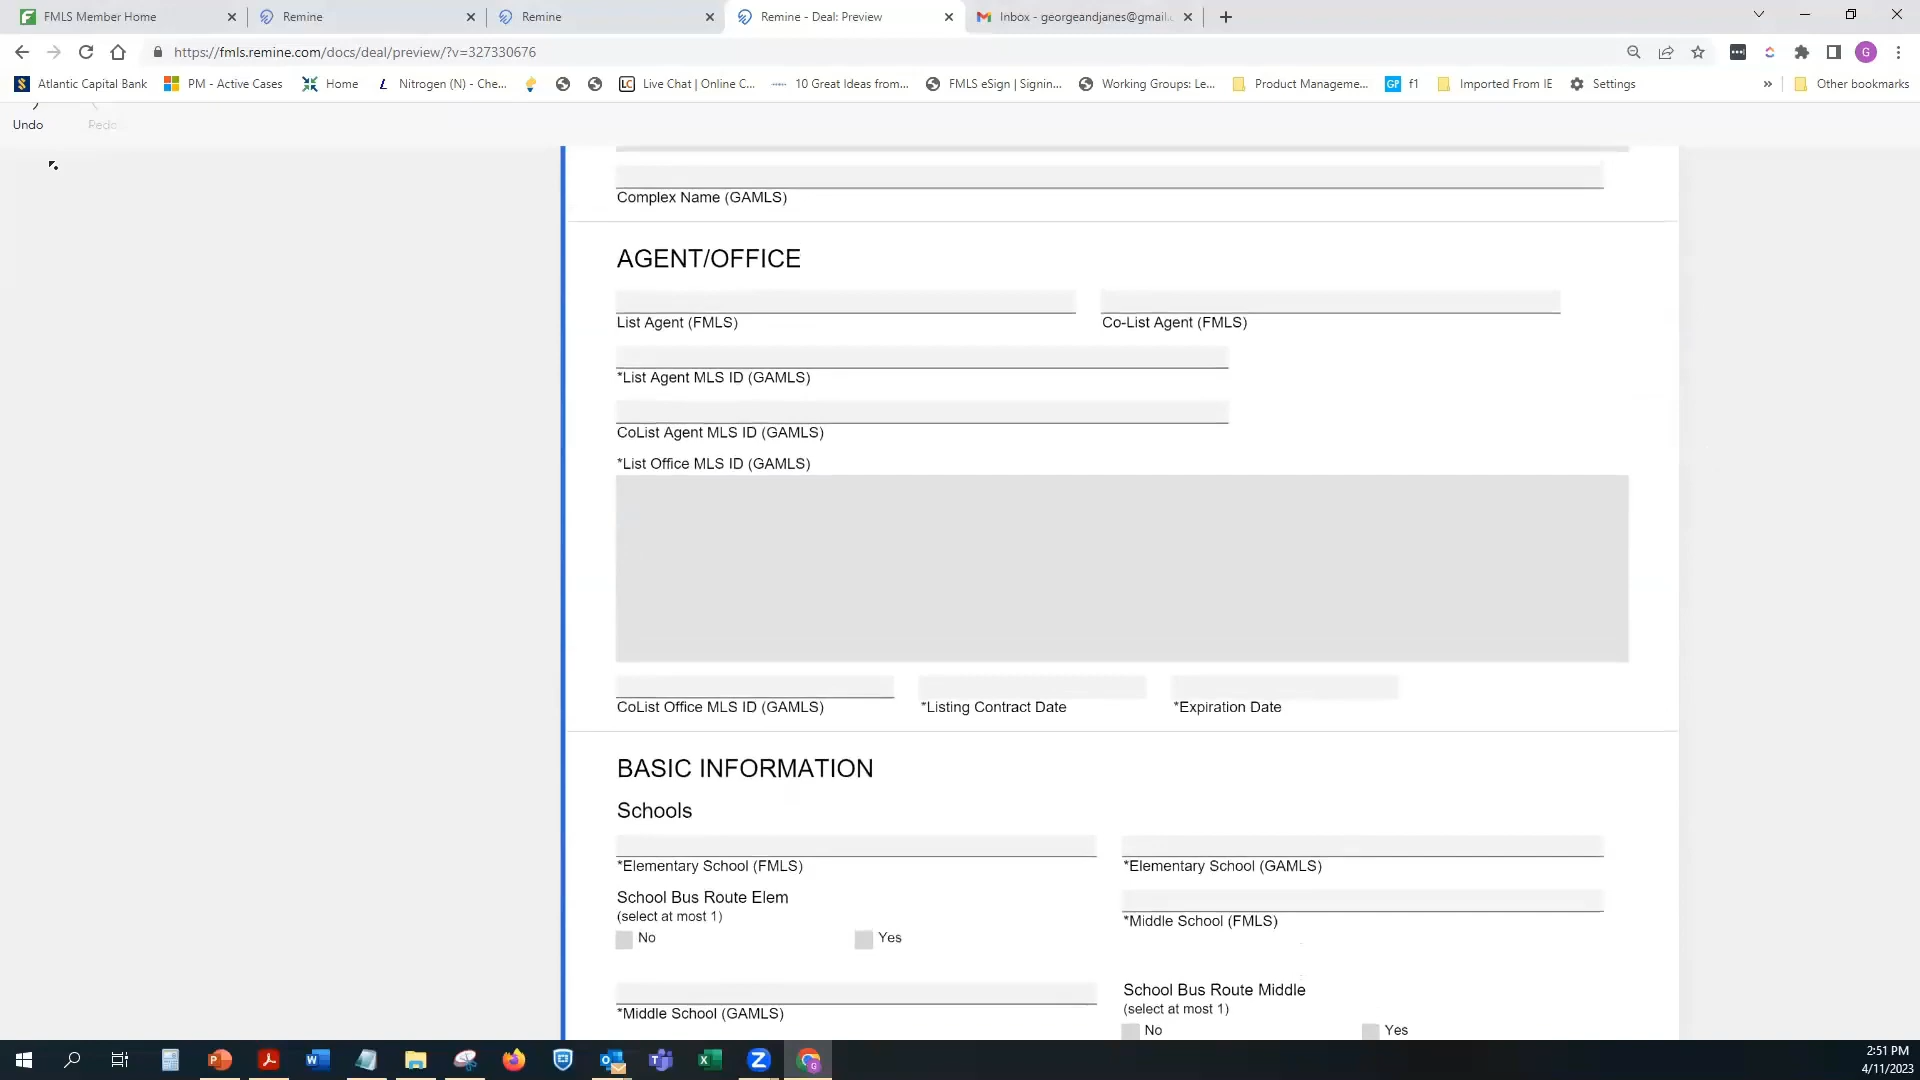 FMLS Member Home
Remine
Remine
Remine - Deal: Preview
Inbox - georgeandjanes@gmail.c
https://fmls.remine.com/docs/deal/preview/?v=327330676
G
Atlantic Capital Bank
PM - Active Cases
Home
Nitrogen (N) - Che...
LC Live Chat | Online C...
10 Great Ideas from...
FMLS eSign | Signin...
Working Groups: Le...
Product Manageme...
GP f1
Imported From IE
Settings
»
Other bookmarks
Undo
Redo
Complex Name (GAMLS)
AGENT/OFFICE
List Agent (FMLS)
Co-List Agent (FMLS)
*List Agent MLS ID (GAMLS)
CoList Agent MLS ID (GAMLS)
*List Office MLS ID (GAMLS)
CoList Office MLS ID (GAMLS)
*Listing Contract Date
*Expiration Date
BASIC INFORMATION
Schools
*Elementary School (FMLS)
*Elementary School (GAMLS)
School Bus Route Elem
(select at most 1)
No
Yes
*Middle School (FMLS)
*Middle School (GAMLS)
School Bus Route Middle
(select at most 1)
No
Yes
2:51 PM
4/11/2023